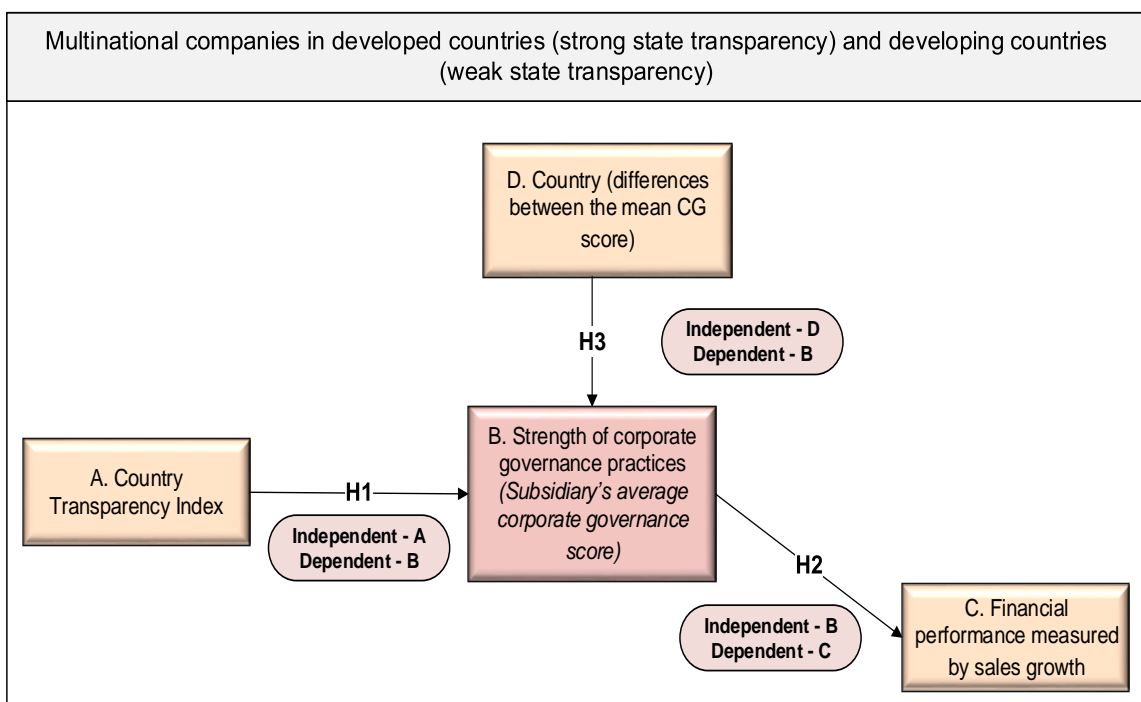 Multinational companies in developed countries (strong state transparency) and developing countries
(weak state transparency)
D. Country (differences
between the mean CG
score)
H3
Independent - D
Dependent - B
A. Country
Transparency Index
H1
Independent - A
Dependent - B
B. Strength of corporate
governance practices
(Subsidiary's average
corporate governance
score)
H2
Independent - B
Dependent - C
C. Financial
performance measured
by sales growth